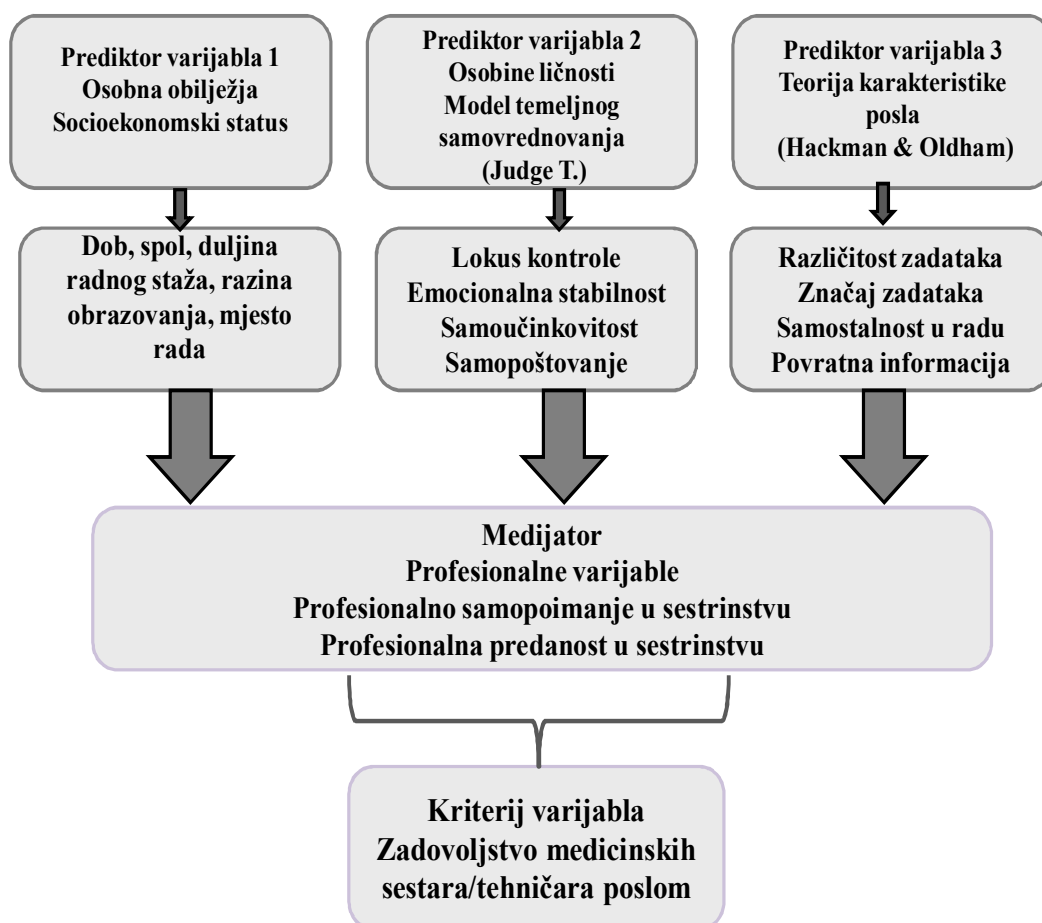 Prediktor varijabla 1
Osobna obilježja
Socioekonomski status
Prediktor varijabla 2
Osobine ličnosti
Model temeljnog
samovrednovanja
(Judge T.)
Prediktor varijabla 3
Teorija karakteristike
posla
(Hackman & Oldham)
Dob, spol, duljina
radnog staža, razina
obrazovanja, mjesto
rada
Lokus kontrole
Emocionalna stabilnost
Samoučinkovitost
Samopoštovanje
Različitost zadataka
Značaj zadataka
Samostalnost u radu
Povratna informacija
Medijator
Profesionalne varijable
Profesionalno samopoimanje u sestrinstvu
Profesionalna predanost u sestrinstvu
Kriterij varijabla
Zadovoljstvo medicinskih
sestara/tehničara poslom